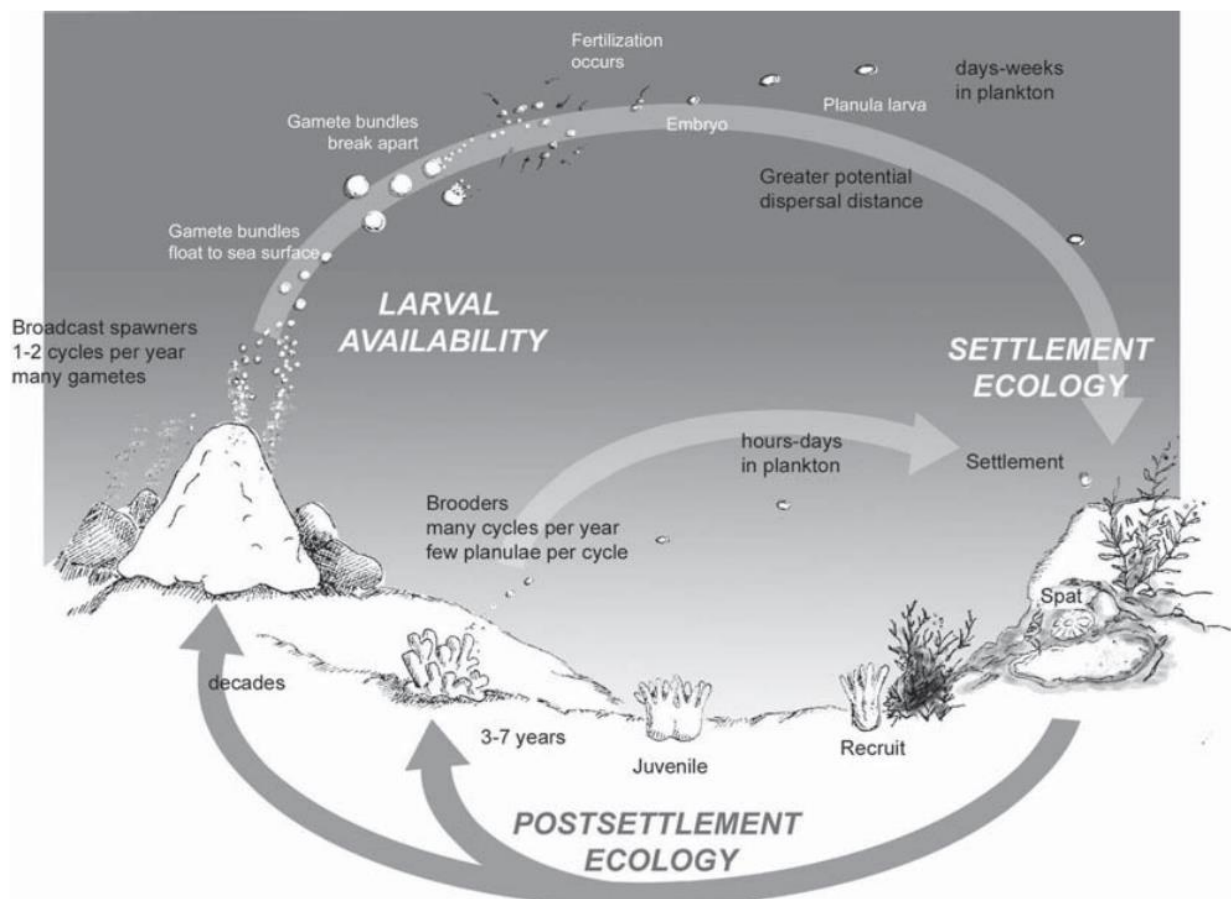 Fertilization
occurs
days-weeks
in plankton
Planula larva
Gamete bundles
break apart
Embryo
Greater potential
dispersal distance
Gamete bundles
float to sea surface
LARVAL
AVAILABILITY
Broadcast spawners
1-2 cycles per year
many gametes
SETTLEMENT
ECOLOGY
hours-days
in plankton
Settlement
Brooders
many cycles per year
few planulae per cycle
Spat
decades
3-7 years
Juvenile
Recruit
POSTSETTLEMENT
ECOLOGY